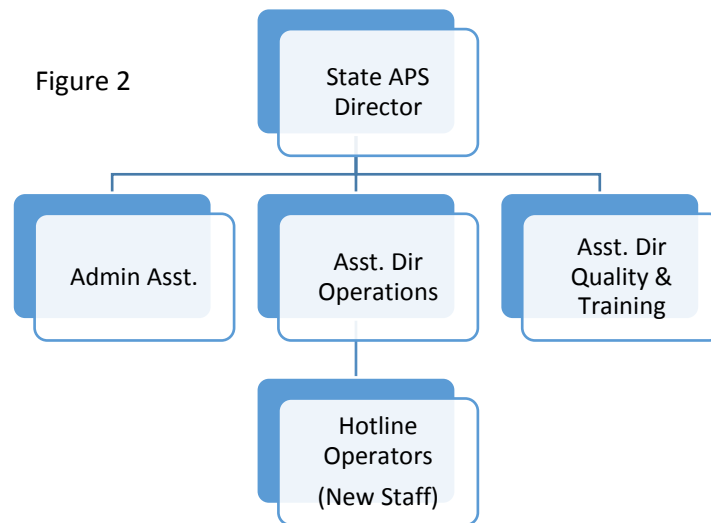 Figure 2
State APS
Director
Admin Asst.
Asst. Dir
Operations
Asst. Dir
Quality &
Training
Hotline
Operators
(New Staff)